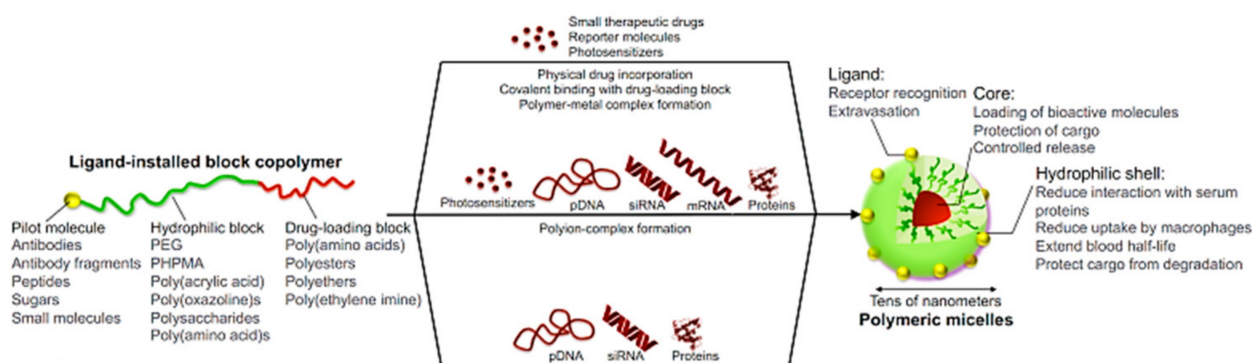 Small therapeutic drugs
Reporter molecules
Photosensitizers
Physical drug incorporation
Covalent binding with drug-loading block
Polymer-metal complex formation
Ligand-installed block copolymer
Pilot molecule
Antibodies
Antibody fragments
Peptides
Sugars
Small molecules
Hydrophilic block
PEG
PHPMA
Poly(acrylic acid)
Poly(oxazoline)s
Polysaccharides
Poly(amino acid)s
Drug-loading block
Poly(amino acids)
Polyesters
Polyethers
Poly(ethylene imine)
Photosensitizers
pDNA
siRNA
mRNA
Proteins
Polyion-complex formation
pDNA
siRNA
Proteins
Ligand:
Receptor recognition
Extravasation
Core:
Loading of bioactive molecules
Protection of cargo
Controlled release
Hydrophilic shell:
Reduce interaction with serum
proteins
Reduce uptake by macrophages
Extend blood half-life
Protect cargo from degradation
Tens of nanometers
Polymeric micelles